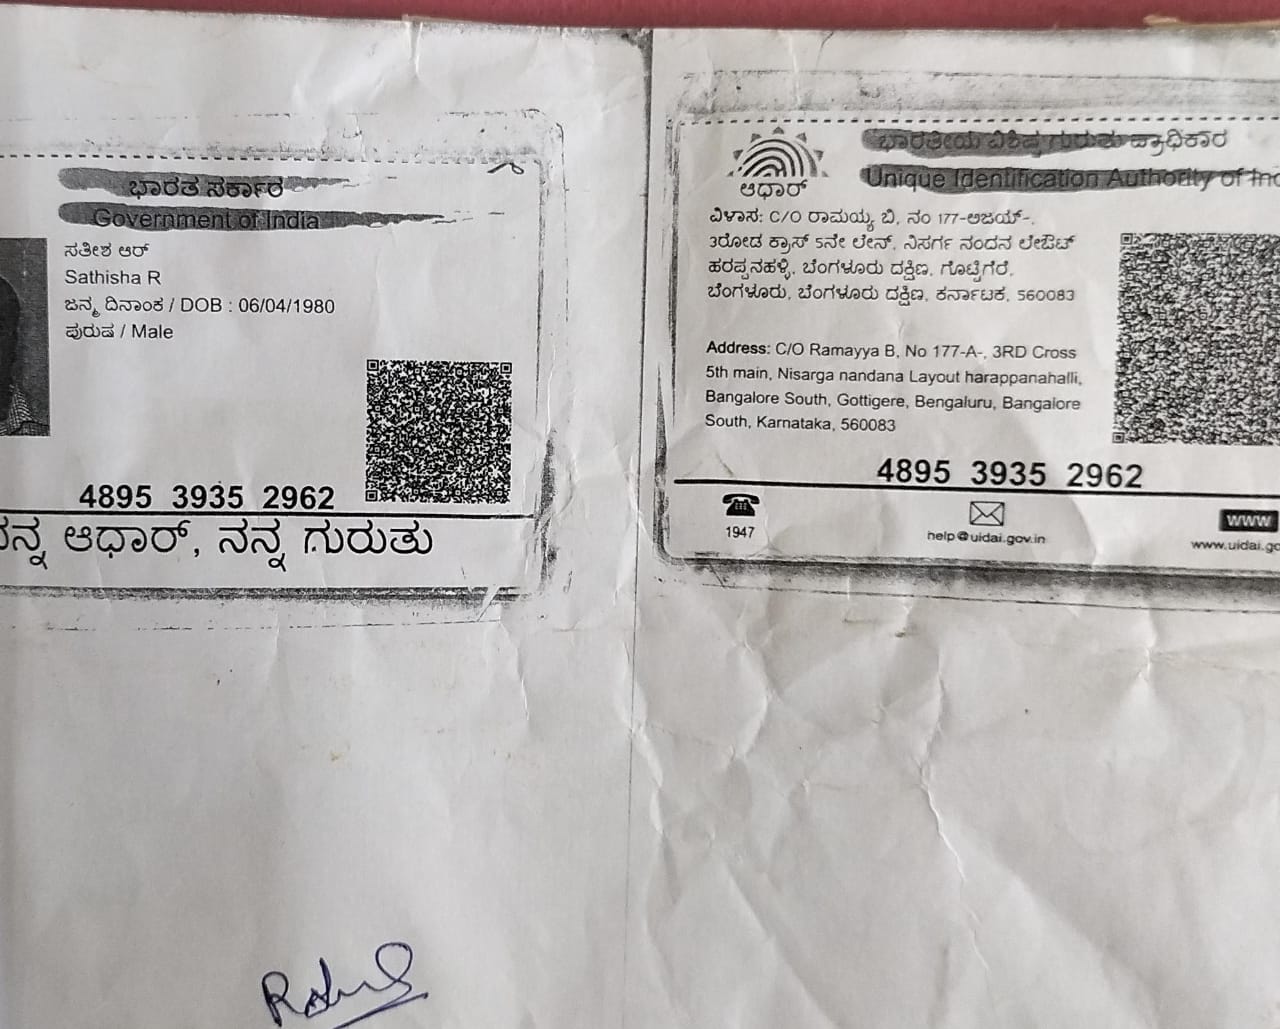 ಭಾರತ ಸರ್ಕಾರ
Government of India
ಸತೀಶ ಆರ್
Sathisha R
ಜನ್ಮ ದಿನಾಂಕ / DOB : 06/04/1980
ಪುರುಷ / Male
4895 3935 2962
ನನ್ನ ಆಧಾರ್, ನನ್ನ ಗುರುತು
ಭಾರತೀಯ ವಿಶಿಷ್ಟ ಗುರುತು ಪ್ರಾಧಿಕಾರ
Unique Identification Authority of Ind
ಆಧಾರ್
ವಿಳಾಸ: C/O ರಾಮಯ್ಯ ಬಿ, ನಂ 177-ಅಜಯ್-,
3ರೋಡ ಕ್ರಾಸ್ 5ನೇ ಲೇನ್, ನಿಸರ್ಗ ನಂದನ ಲೇಔಟ್
ಹರಪ್ಪನಹಳ್ಳಿ, ಬೆಂಗಳೂರು ದಕ್ಷಿಣ, ಗೊಟ್ಟಿಗೆರೆ,
ಬೆಂಗಳೂರು, ಬೆಂಗಳೂರು ದಕ್ಷಿಣ, ಕರ್ನಾಟಕ, 560083
Address: C/O Ramayya B, No 177-A-, 3RD Cross
5th main, Nisarga nandana Layout harappanahalli,
Bangalore South, Gottigere, Bengaluru, Bangalore
South, Karnataka, 560083
4895 3935 2962
1947
help@uidai.gov.in
www
www.uidai.go